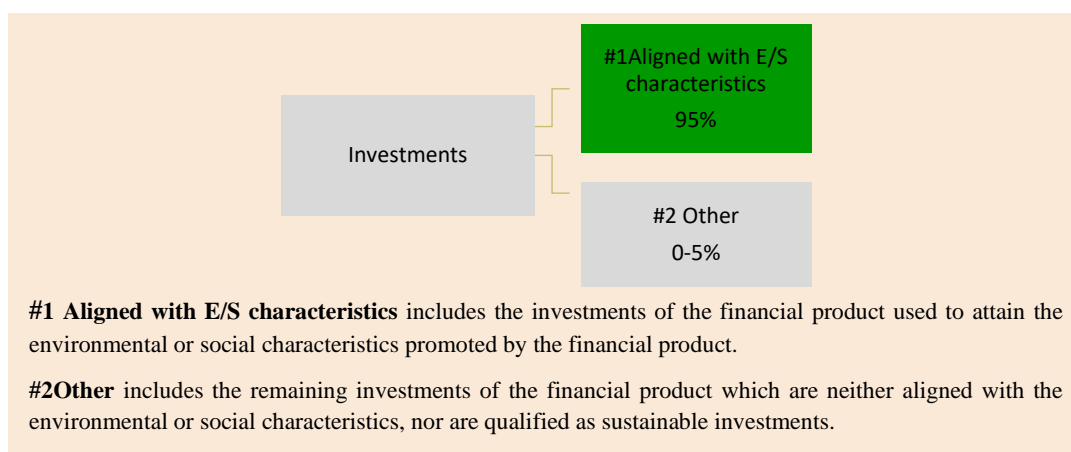 #1Aligned with E/S
characteristics
95%
Investments
#2 Other
0-5%
#1 Aligned with E/S characteristics includes the investments of the financial product used to attain the
environmental or social characteristics promoted by the financial product.
#2Other includes the remaining investments of the financial product which are neither aligned with the
environmental or social characteristics, nor are qualified as sustainable investments.